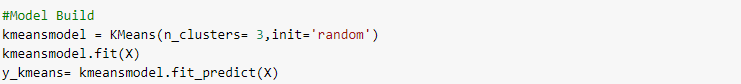 #Model Build
kmeansmodel = KMeans(n_clusters= 3,init='random')
kmeansmodel.fit(X)
y_kmeans= kmeansmodel.fit_predict(X)